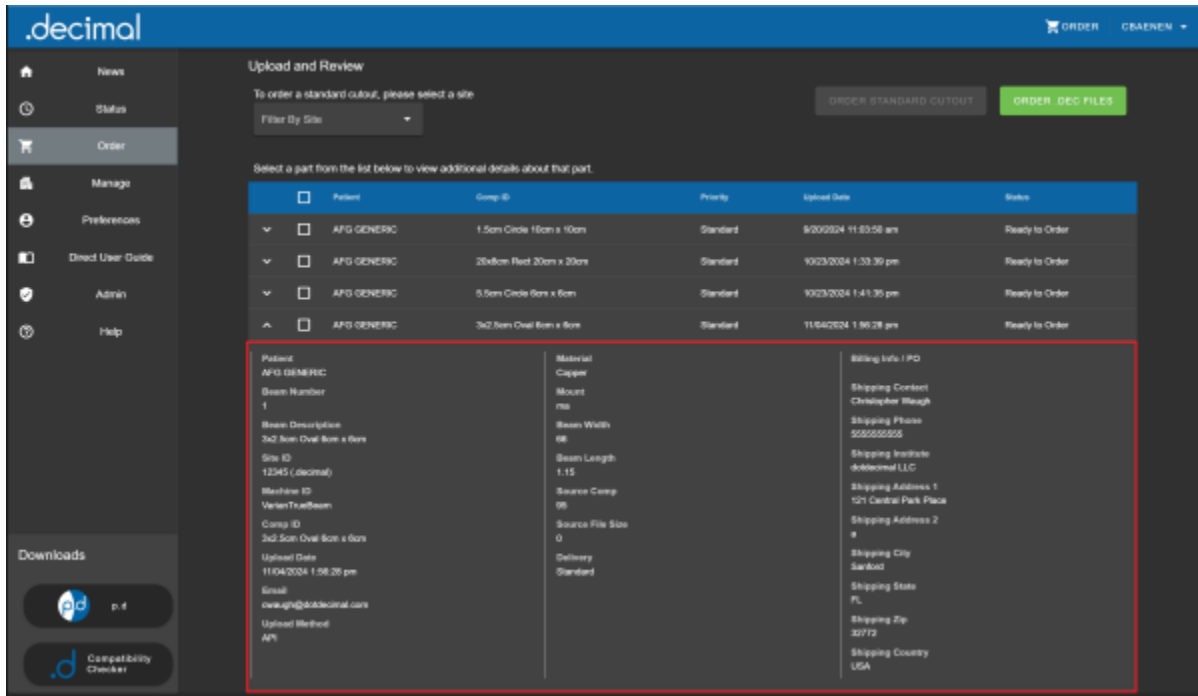 .decimal
ORDER CBAENEN
News
Status
Order
Manage
Preferences
Direct User Guide
Admin
Help
Downloads
p.d p.d
.d Compatibility
Checker
Upload and Review
To order a standard cutout, please select a site
Filter By Site
ORDER STANDARD CUTOUT
ORDER .DEC FILES
Select a part from the list below to view additional details about that part.
Patient Comp ID Priority Upload Date Status
AFG GENERIC 1.5cm Circle 10cm x 10cm Standard 9/20/2024 11:03:58 am Ready to Order
AFG GENERIC 20x8cm Rect 20cm x 20cm Standard 10/23/2024 1:33:39 pm Ready to Order
AFG GENERIC 5.5cm Circle 6cm x 6cm Standard 10/23/2024 1:41:35 pm Ready to Order
AFG GENERIC 3x2.5cm Oval 6cm x 6cm Standard 11/04/2024 1:56:28 pm Ready to Order
Patient
AFG GENERIC
Beam Number
1
Beam Description
3x2.5cm Oval 6cm x 6cm
Site ID
12345 (.decimal)
Machine ID
VarianTrueBeam
Comp ID
3x2.5cm Oval 6cm x 6cm
Upload Date
11/04/2024 1:56:28 pm
Email
cwaugh@dotdecimal.com
Upload Method
API
Material
Copper
Mount
Beam Width
Beam Length
1.15
Source Comp
Source File Size
0
Delivery
Standard
Billing Info / PO
Shipping Contact
Christopher Waugh
Shipping Phone
5555555555
Shipping Institute
dotdecimal LLC
Shipping Address 1
121 Central Park Place
Shipping Address 2
Shipping City
Sanford
Shipping State
FL
Shipping Zip
32772
Shipping Country
USA